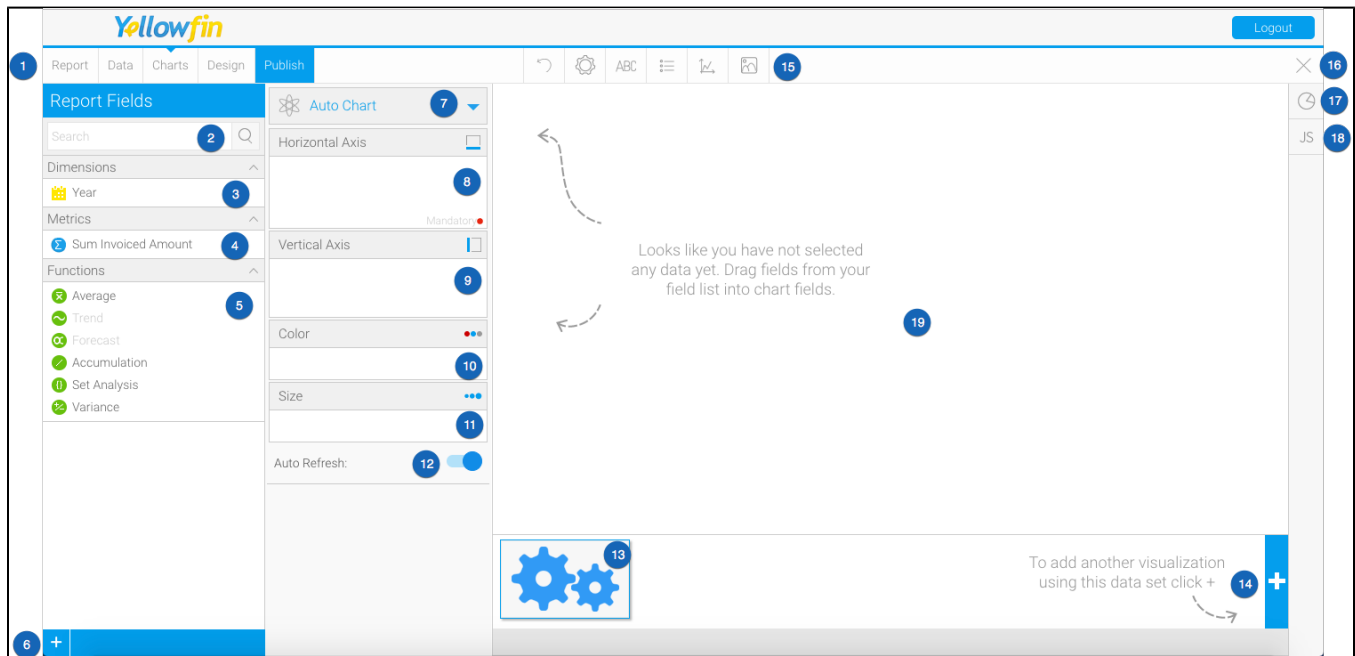 Yellowfin
Logout
1
Report Data Charts Design Publish
ABC
15
16
Report Fields
Search
2
Dimensions
Year
3
Metrics
Sum Invoiced Amount
4
Functions
Average
5
Trend
Forecast
Accumulation
Set Analysis
Variance
6
+
Auto Chart
7
Horizontal Axis
8
Mandatory
Vertical Axis
9
Color
10
Size
11
Auto Refresh:
12
Looks like you have not selected
any data yet. Drag fields from your
field list into chart fields.
19
13
To add another visualization
using this data set click +
14
+
17
JS
18